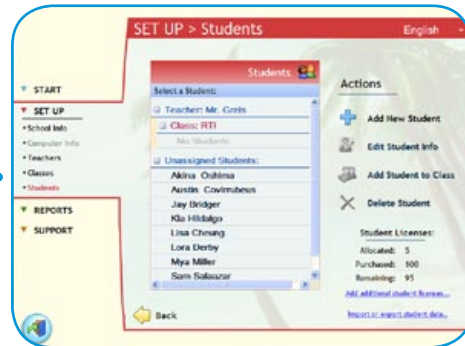 SET UP > Students
English
START
SET UP
• School Info
• Computer Info
• Teachers
• Classes
• Students
REPORTS
SUPPORT
Students
Select a Student:
Teacher: Mr. Greis
Class: RTI
No Students
Unassigned Students:
Akina Oshima
Austin Covirrubeus
Jay Bridger
Kla Hildalgo
Lisa Cheung
Lora Derby
Mya Miller
Sam Salaazar
Back
Actions
Add New Student
Edit Student Info
Add Student to Class
Delete Student
Student Licenses:
Allocated: 5
Purchased: 100
Remaining: 95
Add additional student licenses...
Import or export student data...